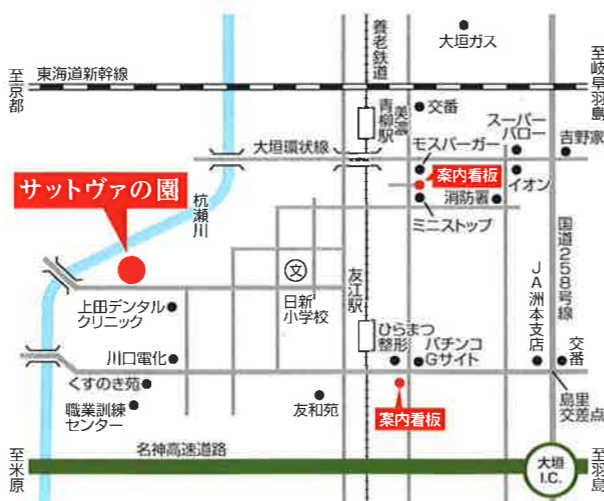 大垣ガス
養老鉄道
至岐阜羽島
至京都
東海道新幹線
美濃
青柳駅
交番
スーパー
バロー
吉野家
モスバーガー
大垣環状線
案内看板
イオン
サットヴァの園
杭瀬川
消防署
ミニストップ
国道258号線
文
日新
小学校
友江駅
JA洲本支店
上田デンタル
クリニック
ひらまつ
整形
パチンコ
Gサイト
交番
川口電化
くすのき苑
職業訓練
センター
友和苑
案内看板
島里
交差点
至米原
名神高速道路
大垣
I.C.
至羽島